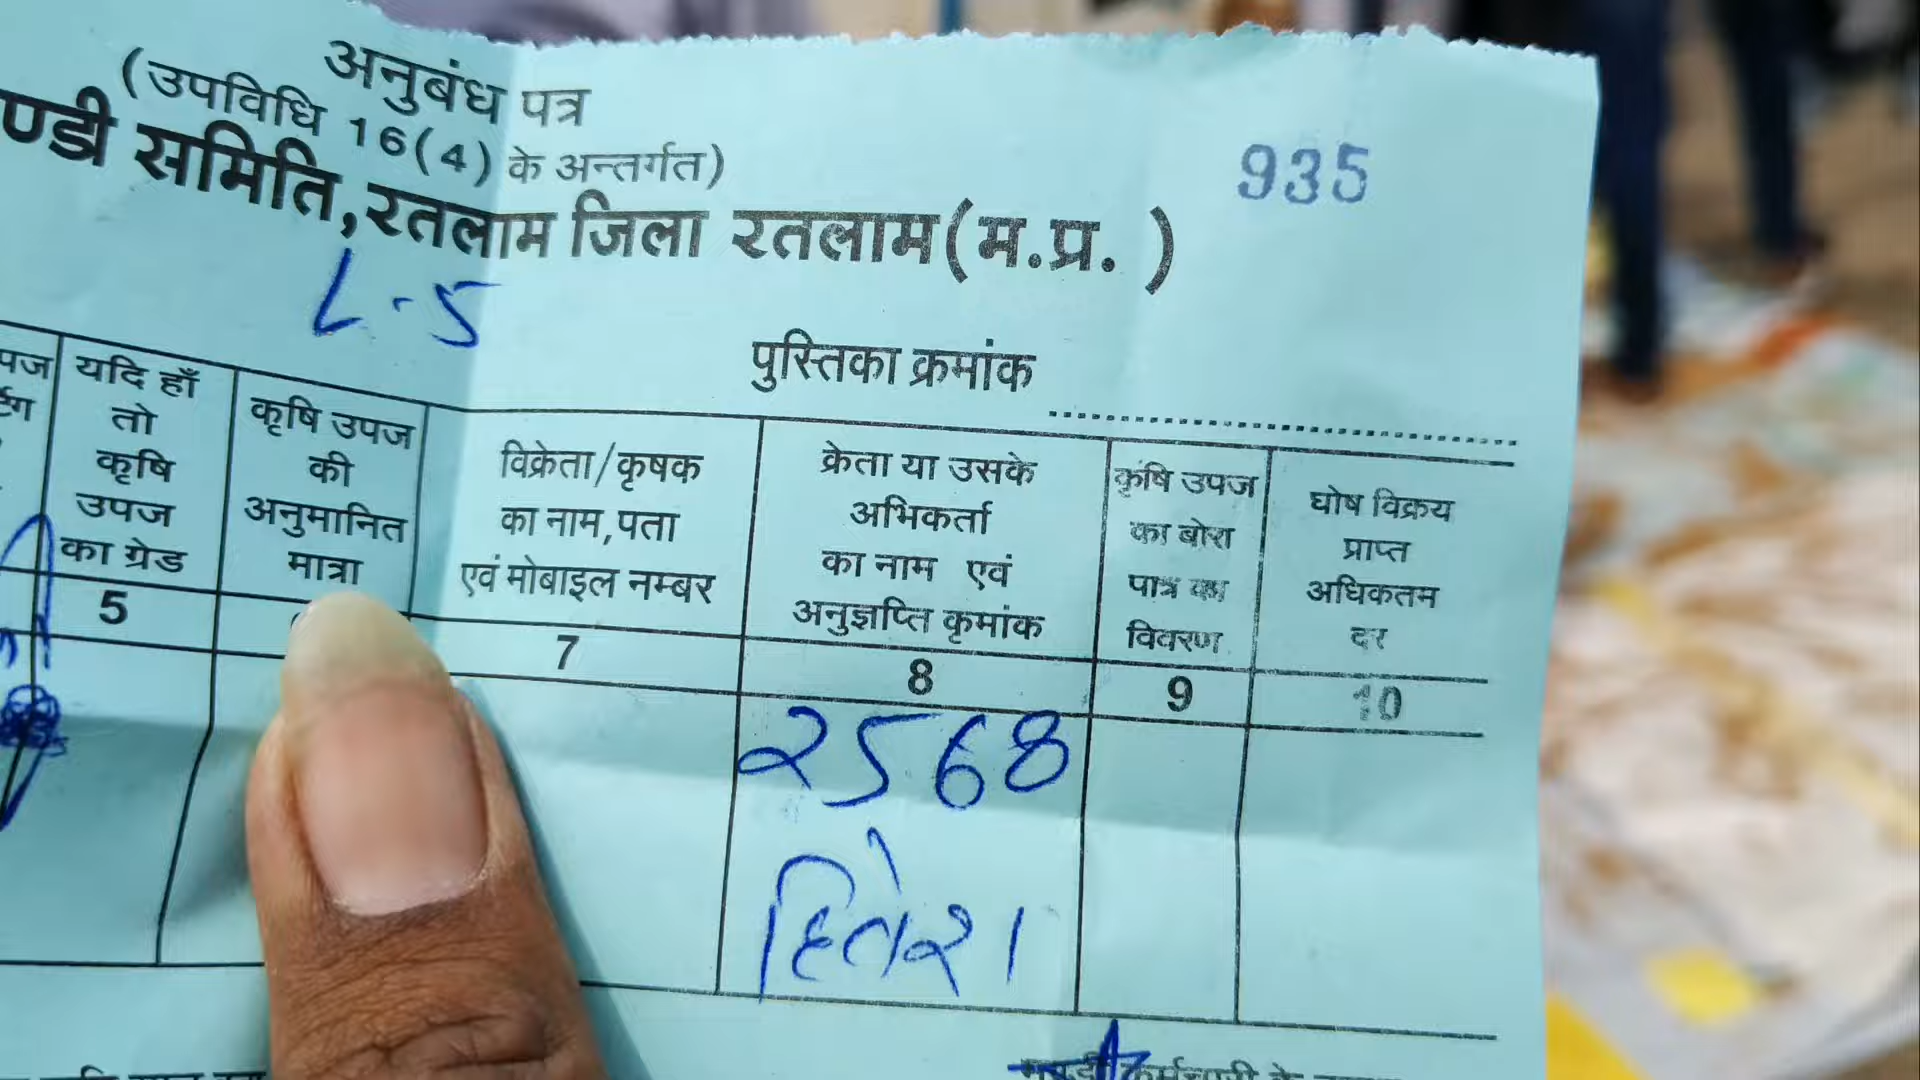 अनुबंध पत्र
(उपविधि 16(4) के अन्तर्गत)
ण्डी समिति, रतलाम जिला रतलाम (म.प्र. )
935
L-5
पुस्तिका क्रमांक
पज
यदि हाँ
तो
कृषि
उपज
का ग्रेड
कृषि उपज
की
अनुमानित
मात्रा
विक्रेता/कृषक
का नाम,पता
एवं मोबाइल नम्बर
क्रेता या उसके
अभिकर्ता
का नाम एवं
अनुज्ञप्ति कृमांक
कृषि उपज
का बोरा
पात्र का
विवरण
घोष विक्रय
प्राप्त
अधिकतम
दर
5 7 8 9 10
२568
हितेश